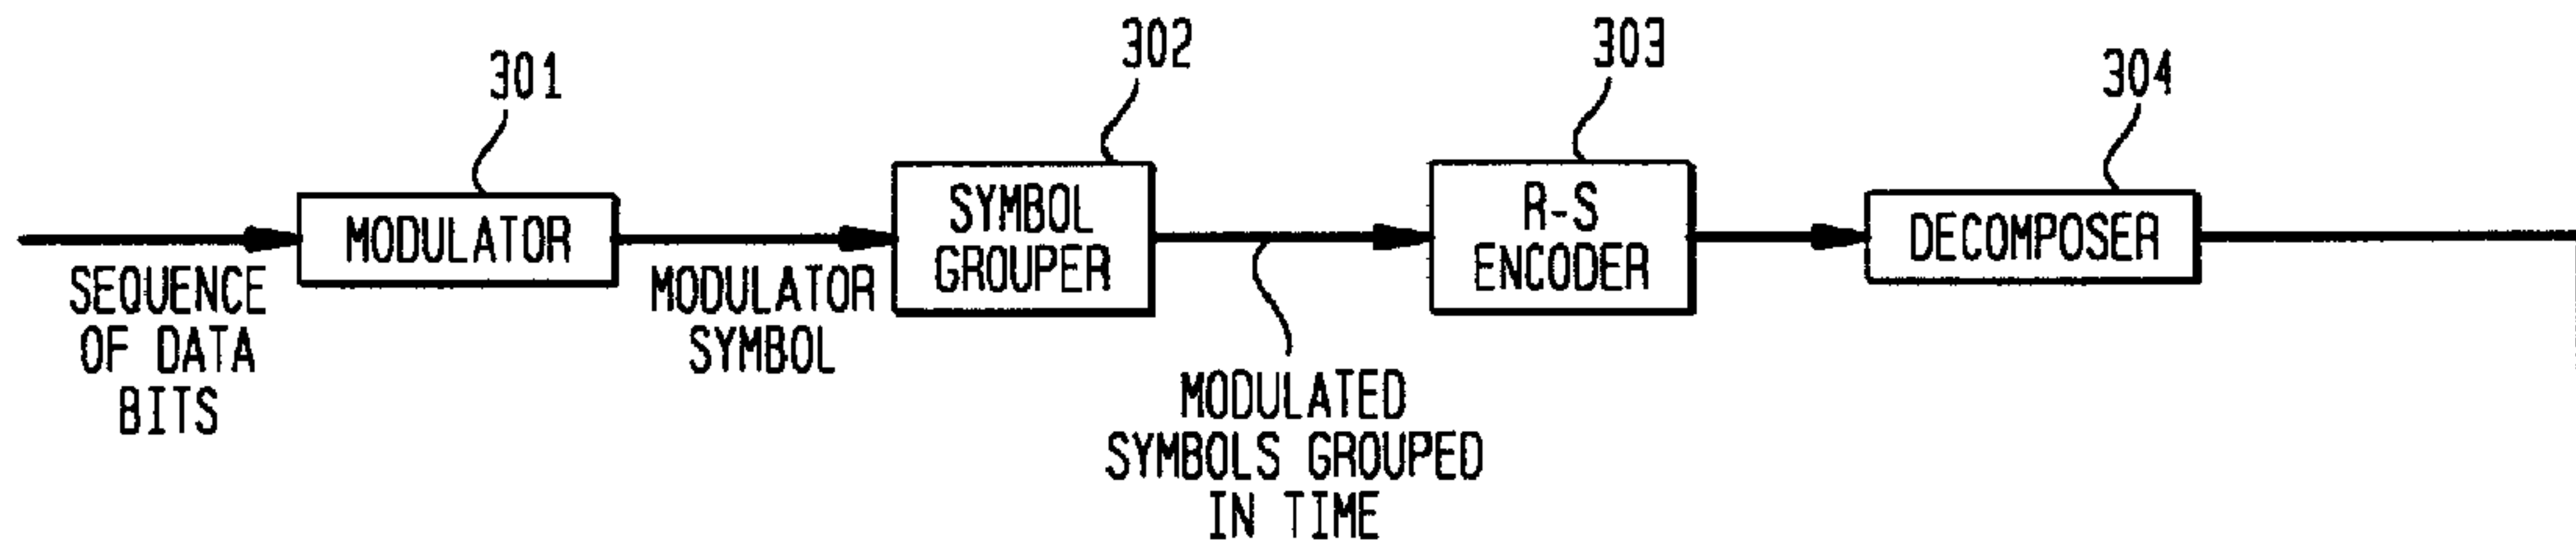 301
302
303
304
MODULATOR
SYMBOL
GROUPER
R-S
ENCODER
DECOMPOSER
SEQUENCE
OF DATA
BITS
MODULATOR
SYMBOL
MODULATED
SYMBOLS GROUPED
IN TIME